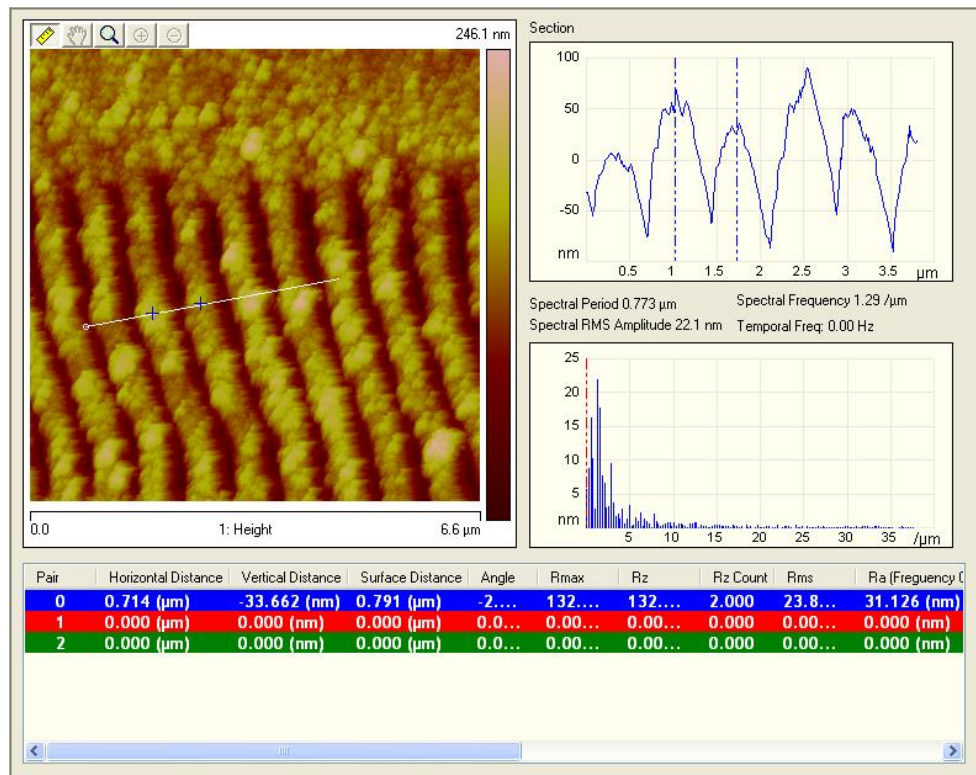 246.1 nm
0.0 1: Height 6.6 µm
Section
100
50
0
-50
nm
0.5 1 1.5 2 2.5 3 3.5 µm
Spectral Period 0.773 µm Spectral Frequency 1.29 /µm
Spectral RMS Amplitude 22.1 nm Temporal Freq: 0.00 Hz
25
20
15
10
5
nm
5 10 15 20 25 30 35 /µm
Pair Horizontal Distance Vertical Distance Surface Distance Angle Rmax Rz Rz Count Rms Ra (Freguency C
0 0.714 (µm) -33.662 (nm) 0.791 (µm) -2.... 132.... 132.... 2.000 23.8... 31.126 (nm)
1 0.000 (µm) 0.000 (nm) 0.000 (µm) 0.0... 0.00... 0.00... 0.000 0.00... 0.000 (nm)
2 0.000 (µm) 0.000 (nm) 0.000 (µm) 0.0... 0.00... 0.00... 0.000 0.00... 0.000 (nm)